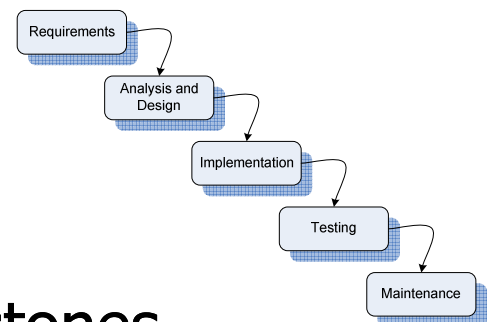 Requirements
Analysis and
Design
Implementation
Testing
Maintenance